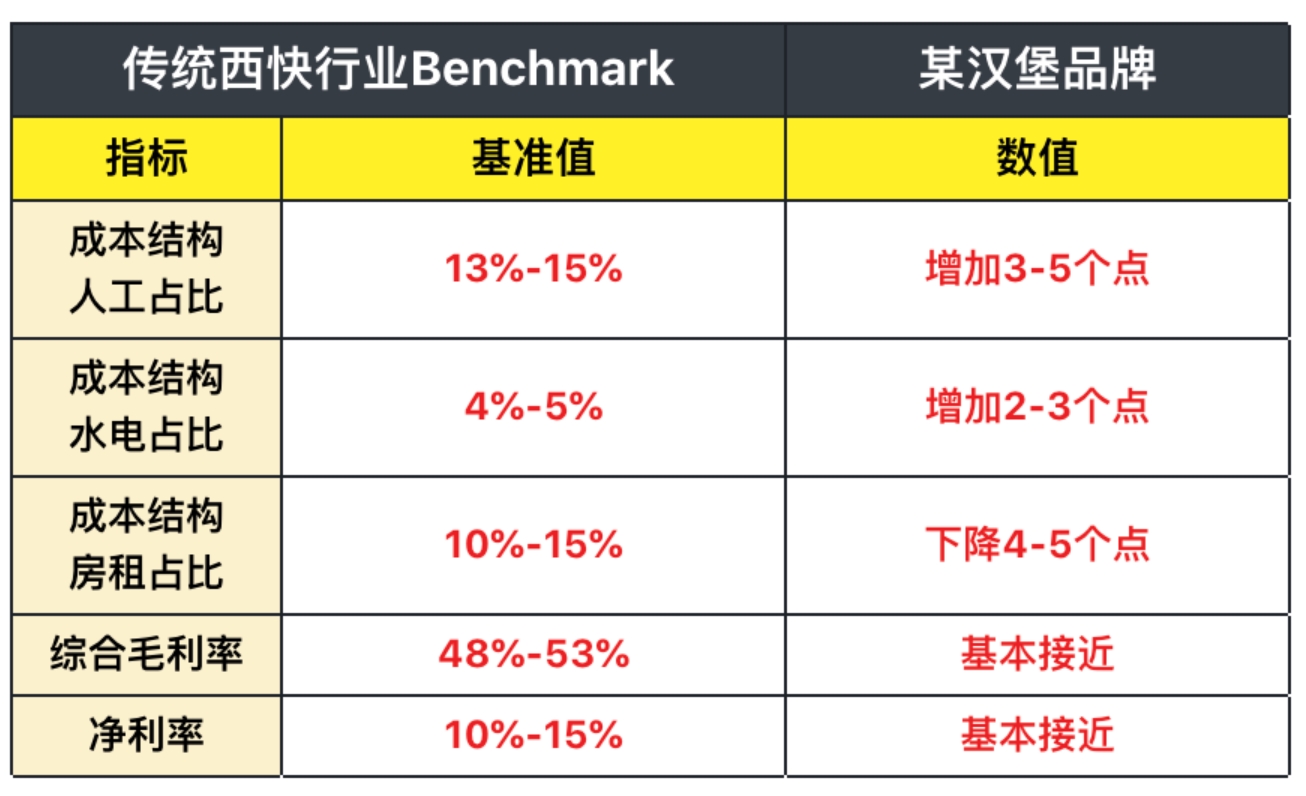 传统西快行业Benchmark
某汉堡品牌
指标
基准值
数值
成本结构
人工占比
13%-15%
增加3-5个点
成本结构
水电占比
4%-5%
增加2-3个点
成本结构
房租占比
10%-15%
下降4-5个点
综合毛利率
48%-53%
基本接近
净利率
10%-15%
基本接近